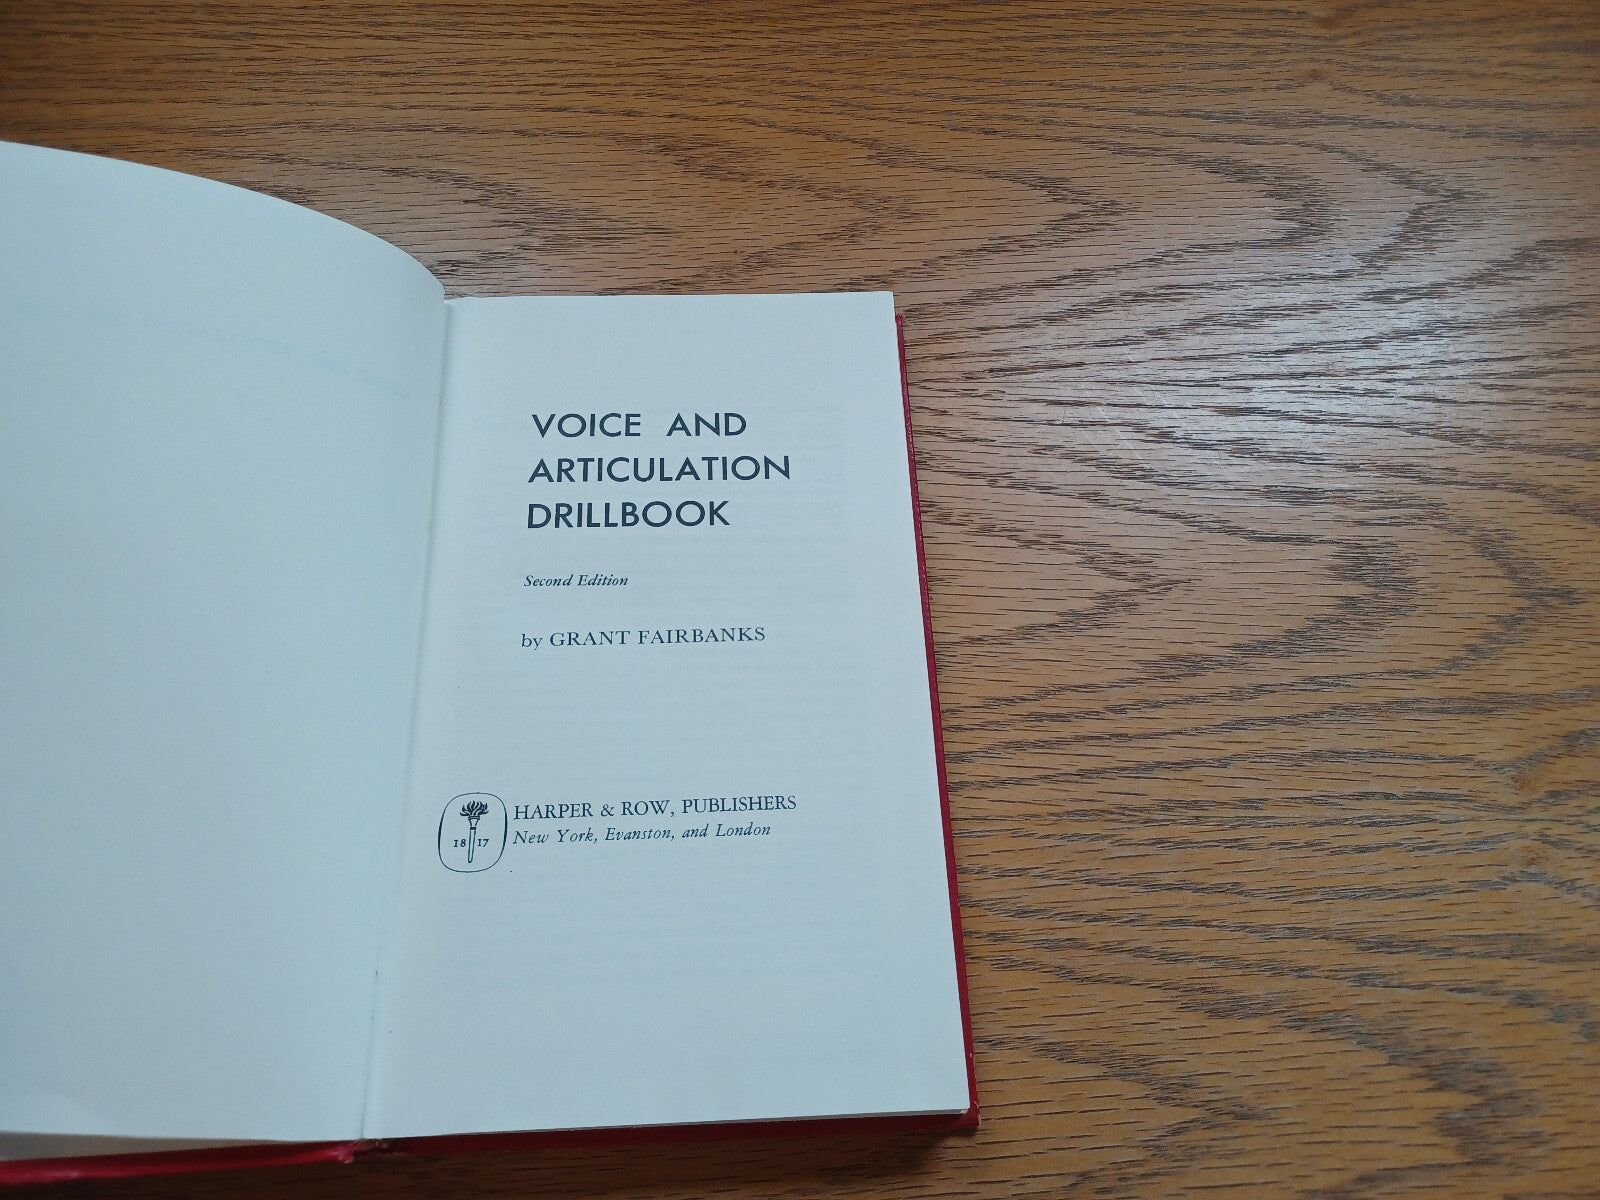 VOICE AND
ARTICULATION
DRILLBOOK
Second Edition
by GRANT FAIRBANKS
18 17
HARPER & ROW, PUBLISHERS
New York, Evanston, and London